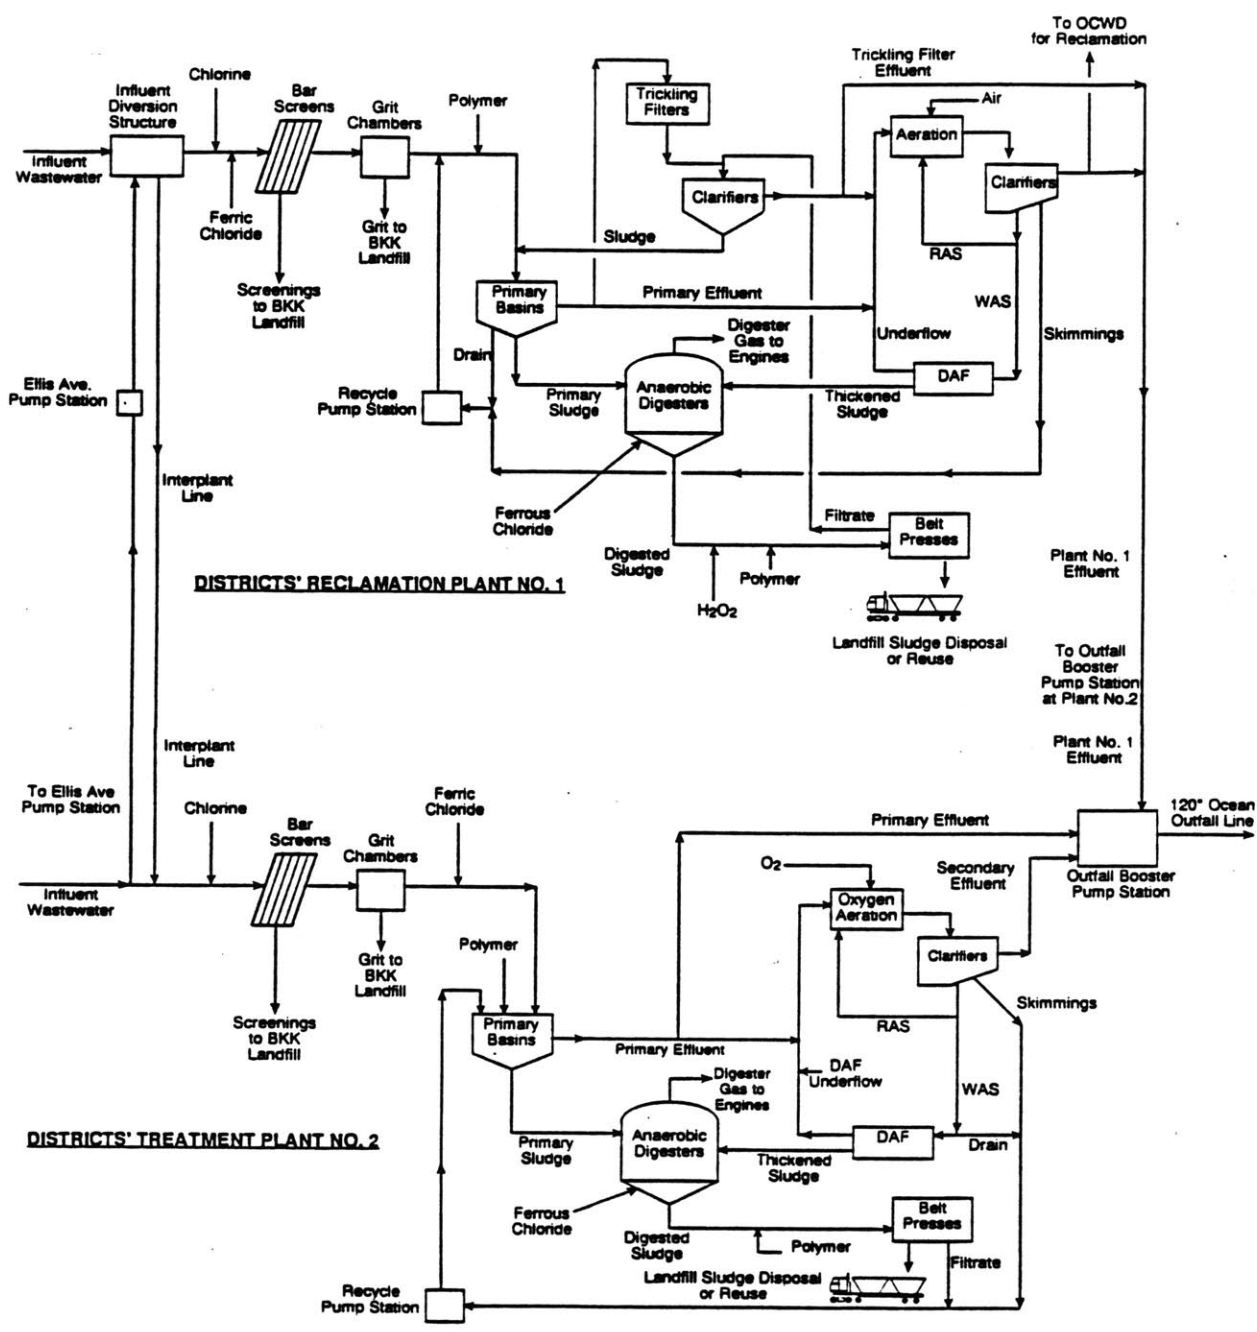 To OCWD
for Reclamation
Trickling Filter
Effluent
Chlorine
Bar
Screens
Influent
Diversion
Structure
Grit
Chambers
Polymer
Trickling
Filters
Air
Aeration
Influent
Wastewater
Clarifiers
Clarifiers
Ferric
Chloride
Grit to
BKK
Landfill
Sludge
RAS
Screenings
to BKK
Landfill
Primary
Basins
Primary Effluent
WAS
Digester
Gas to
Engines
Underflow
Skimmings
Drain
Ellis Ave.
Pump Station
Recycle
Pump Station
Primary
Sludge
Anaerobic
Digesters
DAF
Thickened
Sludge
Interplant
Line
Ferrous
Chloride
Filtrate
Belt
Presses
Digested
Sludge
Polymer
H2O2
Plant No. 1
Effluent
DISTRICTS' RECLAMATION PLANT NO. 1
Landfill Sludge Disposal
or Reuse
To Outfall
Booster
Pump Station
at Plant No.2
Interplant
Line
Plant No. 1
Effluent
To Ellis Ave
Pump Station
Chlorine
Ferric
Chloride
120" Ocean
Outfall Line
Bar
Screens
Grit
Chambers
Primary Effluent
O2
Secondary
Effluent
Outfall Booster
Pump Station
Influent
Wastewater
Oxygen
Aeration
Polymer
Clarifiers
Grit to
BKK
Landfill
Skimmings
Screenings
to BKK
Landfill
Primary
Basins
RAS
Primary Effluent
DAF
Underflow
Digester
Gas to
Engines
WAS
DISTRICTS' TREATMENT PLANT NO. 2
Primary
Sludge
Anaerobic
Digesters
DAF
Drain
Thickened
Sludge
Ferrous
Chloride
Belt
Presses
Digested
Sludge
Polymer
Filtrate
Landfill Sludge Disposal
or Reuse
Recycle
Pump Station